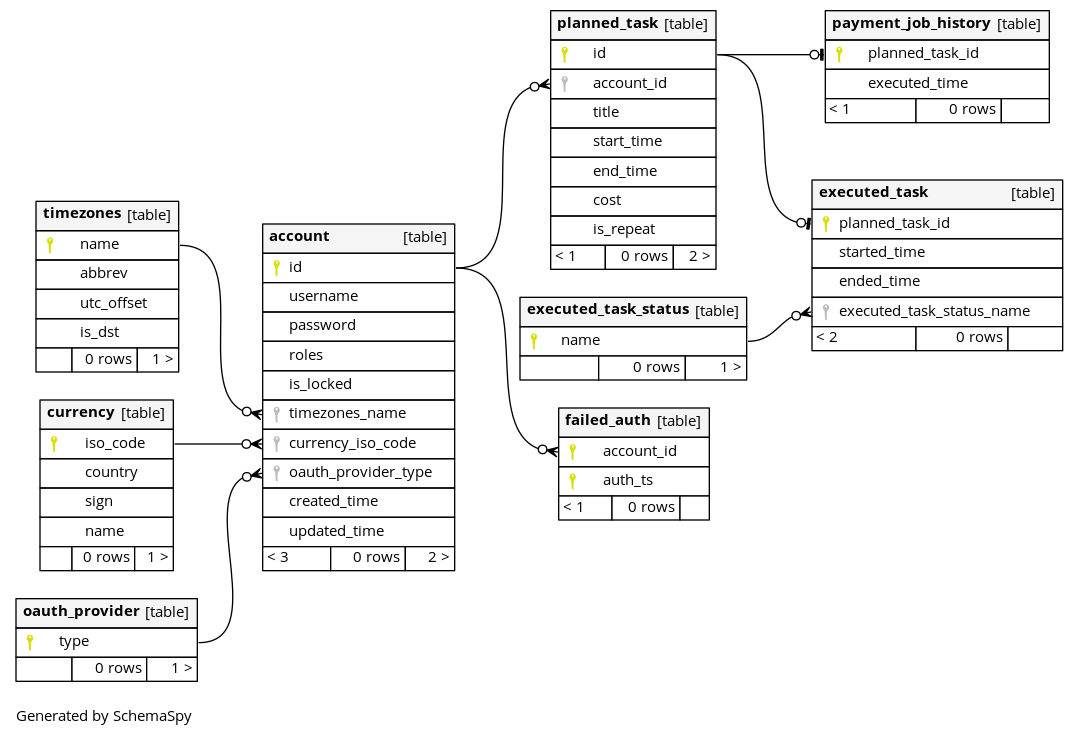 planned_task [table]
id
account_id
title
start_time
end_time
cost
is_repeat
< 1 0 rows 2 >
payment_job_history [table]
planned_task_id
executed_time
< 1 0 rows
executed_task [table]
planned_task_id
started_time
ended_time
executed_task_status_name
< 2 0 rows
timezones [table]
name
abbrev
utc_offset
is_dst
0 rows 1 >
account [table]
id
username
password
roles
is_locked
timezones_name
currency_iso_code
oauth_provider_type
created_time
updated_time
< 3 0 rows 2 >
executed_task_status [table]
name
0 rows 1 >
currency [table]
iso_code
country
sign
name
0 rows 1 >
failed_auth [table]
account_id
auth_ts
< 1 0 rows
oauth_provider [table]
type
0 rows 1 >
Generated by SchemaSpy